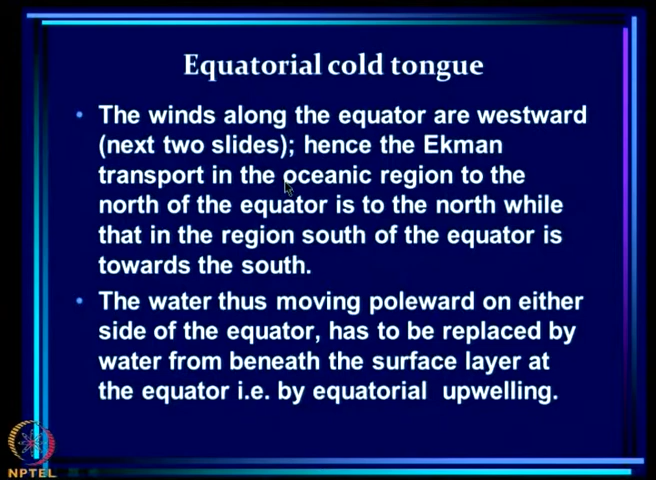 Equatorial cold tongue
• The winds along the equator are westward
(next two slides); hence the Ekman
transport in the oceanic region to the
north of the equator is to the north while
that in the region south of the equator is
towards the south.
• The water thus moving poleward on either
side of the equator, has to be replaced by
water from beneath the surface layer at
the equator i.e. by equatorial upwelling.
NPTEL